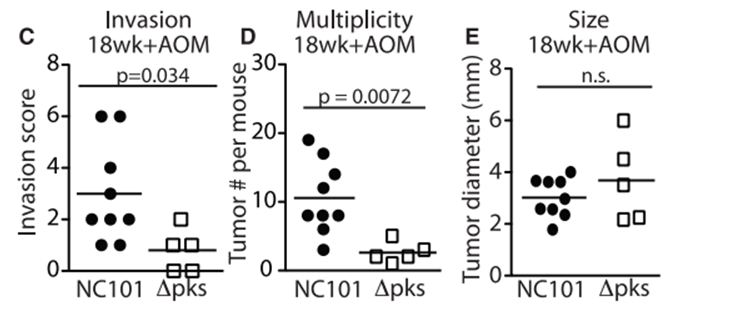 C
Invasion
18wk+AOM
p=0.034
Invasion score
8
6
4
2
0
NC101 Δpks
D
Multiplicity
18wk+AOM
p = 0.0072
Tumor # per mouse
30
20
10
0
NC101 Δpks
E
Size
18wk+AOM
n.s.
Tumor diameter (mm)
8
6
4
2
0
NC101 Δpks